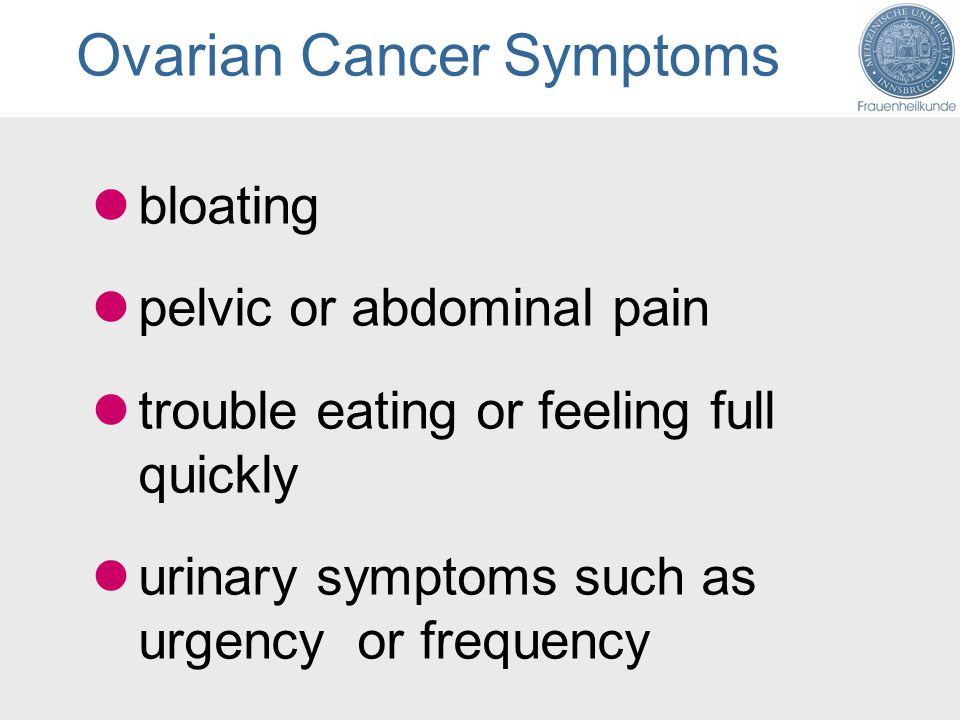 Ovarian Cancer Symptoms
MEDIZINISCHE UNIVERSITÄT
INNSBRUCK
Frauenheilkunde
bloating
pelvic or abdominal pain
trouble eating or feeling full
quickly
urinary symptoms such as
urgency  or frequency